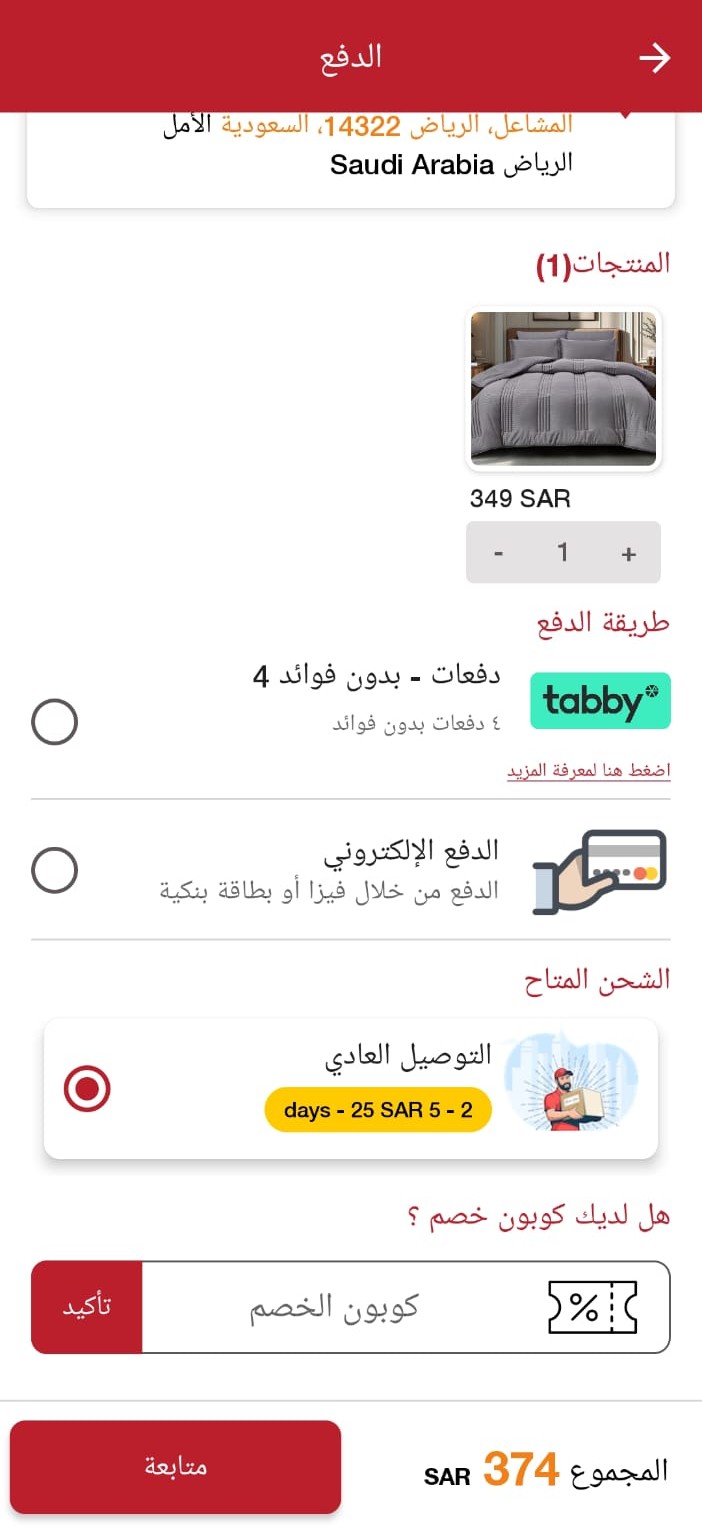 الدفع
المشاعل، الرياض 14322، السعودية الأمل
الرياض Saudi Arabia
المنتجات(1)
349 SAR
- 1 +
طريقة الدفع
tabby
دفعات - بدون فوائد 4
٤ دفعات بدون فوائد
اضغط هنا لمعرفة المزيد
الدفع الإلكتروني
الدفع من خلال فيزا أو بطاقة بنكية
الشحن المتاح
التوصيل العادي
days - 25 SAR 5 - 2
هل لديك كوبون خصم ؟
كوبون الخصم
تأكيد
المجموع 374 SAR
متابعة